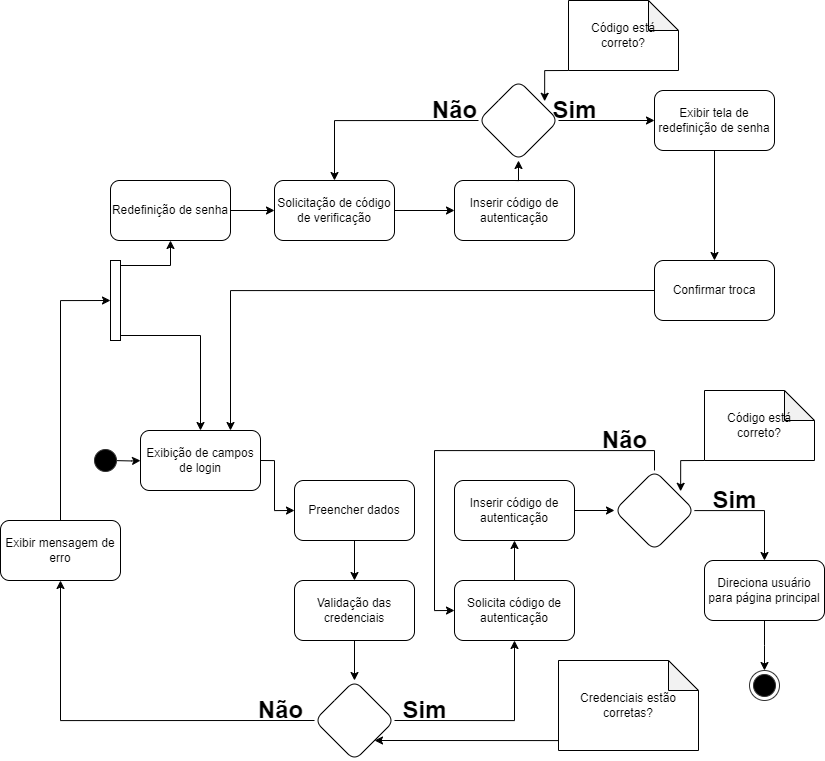 Código está
correto?
Não
Sim
Exibir tela de
redefinição de senha
Redefinição de senha
Solicitação de código
de verificação
Inserir código de
autenticação
Confirmar troca
Código está
correto?
Não
Exibição de campos
de login
Preencher dados
Inserir código de
autenticação
Sim
Exibir mensagem de
erro
Validação das
credenciais
Solicita código de
autenticação
Direciona usuário
para página principal
Credenciais estão
corretas?
Não
Sim